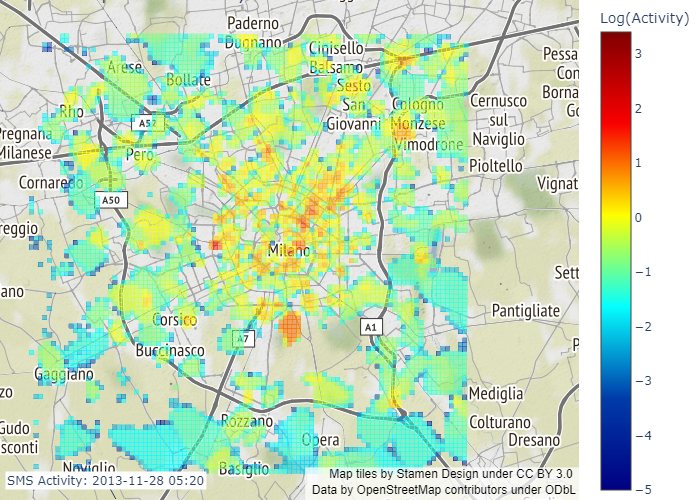 Log(Activity)
3
2
1
0
−1
−2
−3
−4
−5
Paderno
Dugnano
Cinisello
Balsamo
Arese
Bollate
Sesto
San
Giovanni
Cologno
Monzese
Vimodrone
Cernusco
sul
Naviglio
Pessa
Con
Borna
Go
Rho
A52
Pregnana
Milanese
Pero
Pioltello
Cornaredo
A50
Vignat
reggio
Milano
Sett
ano
Pantigliate
Corsico
A7
A1
P
Buccinasco
Gaggiano
zo
Mediglia
Rozzano
Colturano
Gudo
sconti
Opera
Dresano
Naviglio
Basiglio
SMS Activity: 2013-11-28 05:20
Map tiles by Stamen Design under CC BY 3.0
Data by OpenStreetMap contributors under ODbL